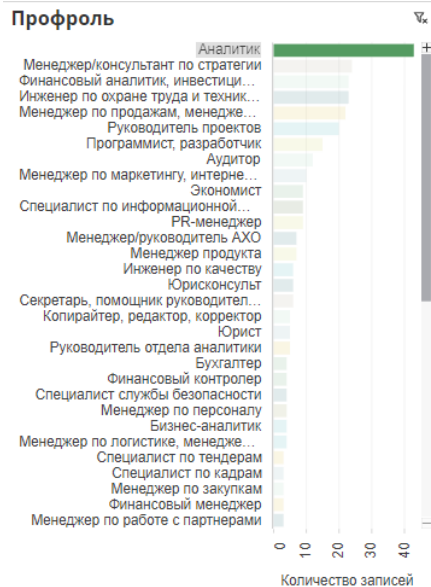 Профроль
Аналитик
Менеджер/консультант по стратегии
Финансовый аналитик, инвестици...
Инженер по охране труда и техник...
Менеджер по продажам, менедже...
Руководитель проектов
Программист, разработчик
Аудитор
Менеджер по маркетингу, интерне...
Экономист
Специалист по информационной...
PR-менеджер
Менеджер/руководитель АХО
Менеджер продукта
Инженер по качеству
Юрисконсульт
Секретарь, помощник руководител...
Копирайтер, редактор, корректор
Юрист
Руководитель отдела аналитики
Бухгалтер
Финансовый контролер
Специалист службы безопасности
Менеджер по персоналу
Бизнес-аналитик
Менеджер по логистике, менедже...
Специалист по тендерам
Специалист по кадрам
Менеджер по закупкам
Финансовый менеджер
Менеджер по работе с партнерами
0 10 20 30 40
Количество записей